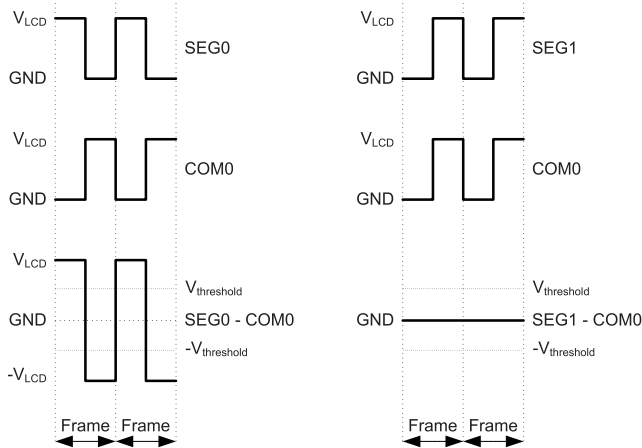 V_LCD
SEG0
GND
V_LCD
COM0
GND
V_LCD
V_threshold
GND
SEG0 - COM0
-V_threshold
-V_LCD
Frame
Frame
V_LCD
SEG1
GND
V_LCD
COM0
GND
V_threshold
GND
SEG1 - COM0
-V_threshold
Frame
Frame